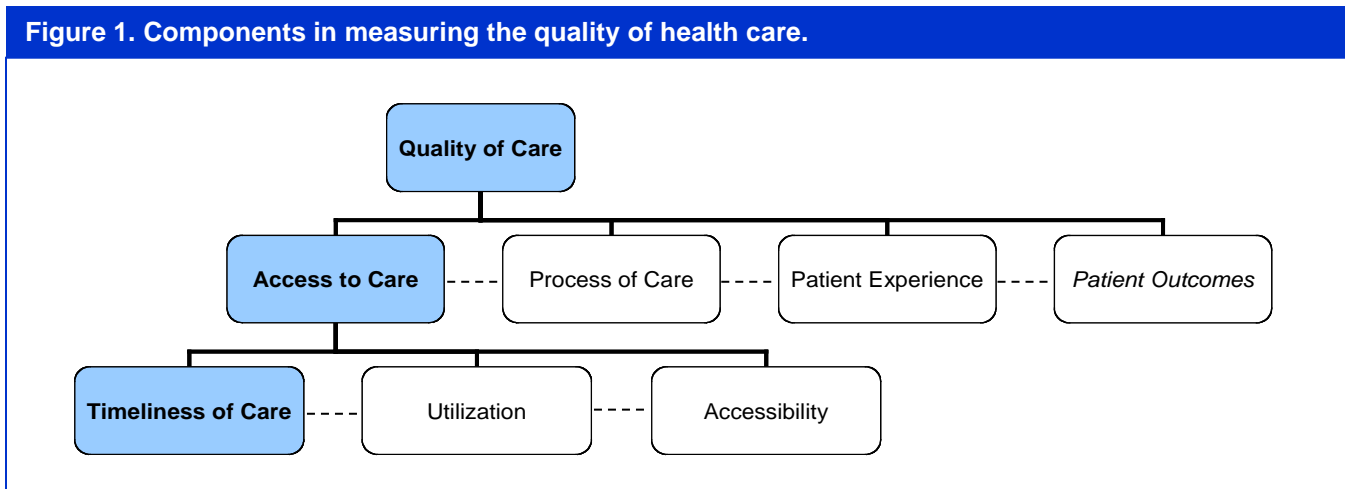 Figure 1. Components in measuring the quality of health care.
Quality of Care
Access to Care
Process of Care
Patient Experience
Patient Outcomes
Timeliness of Care
Utilization
Accessibility